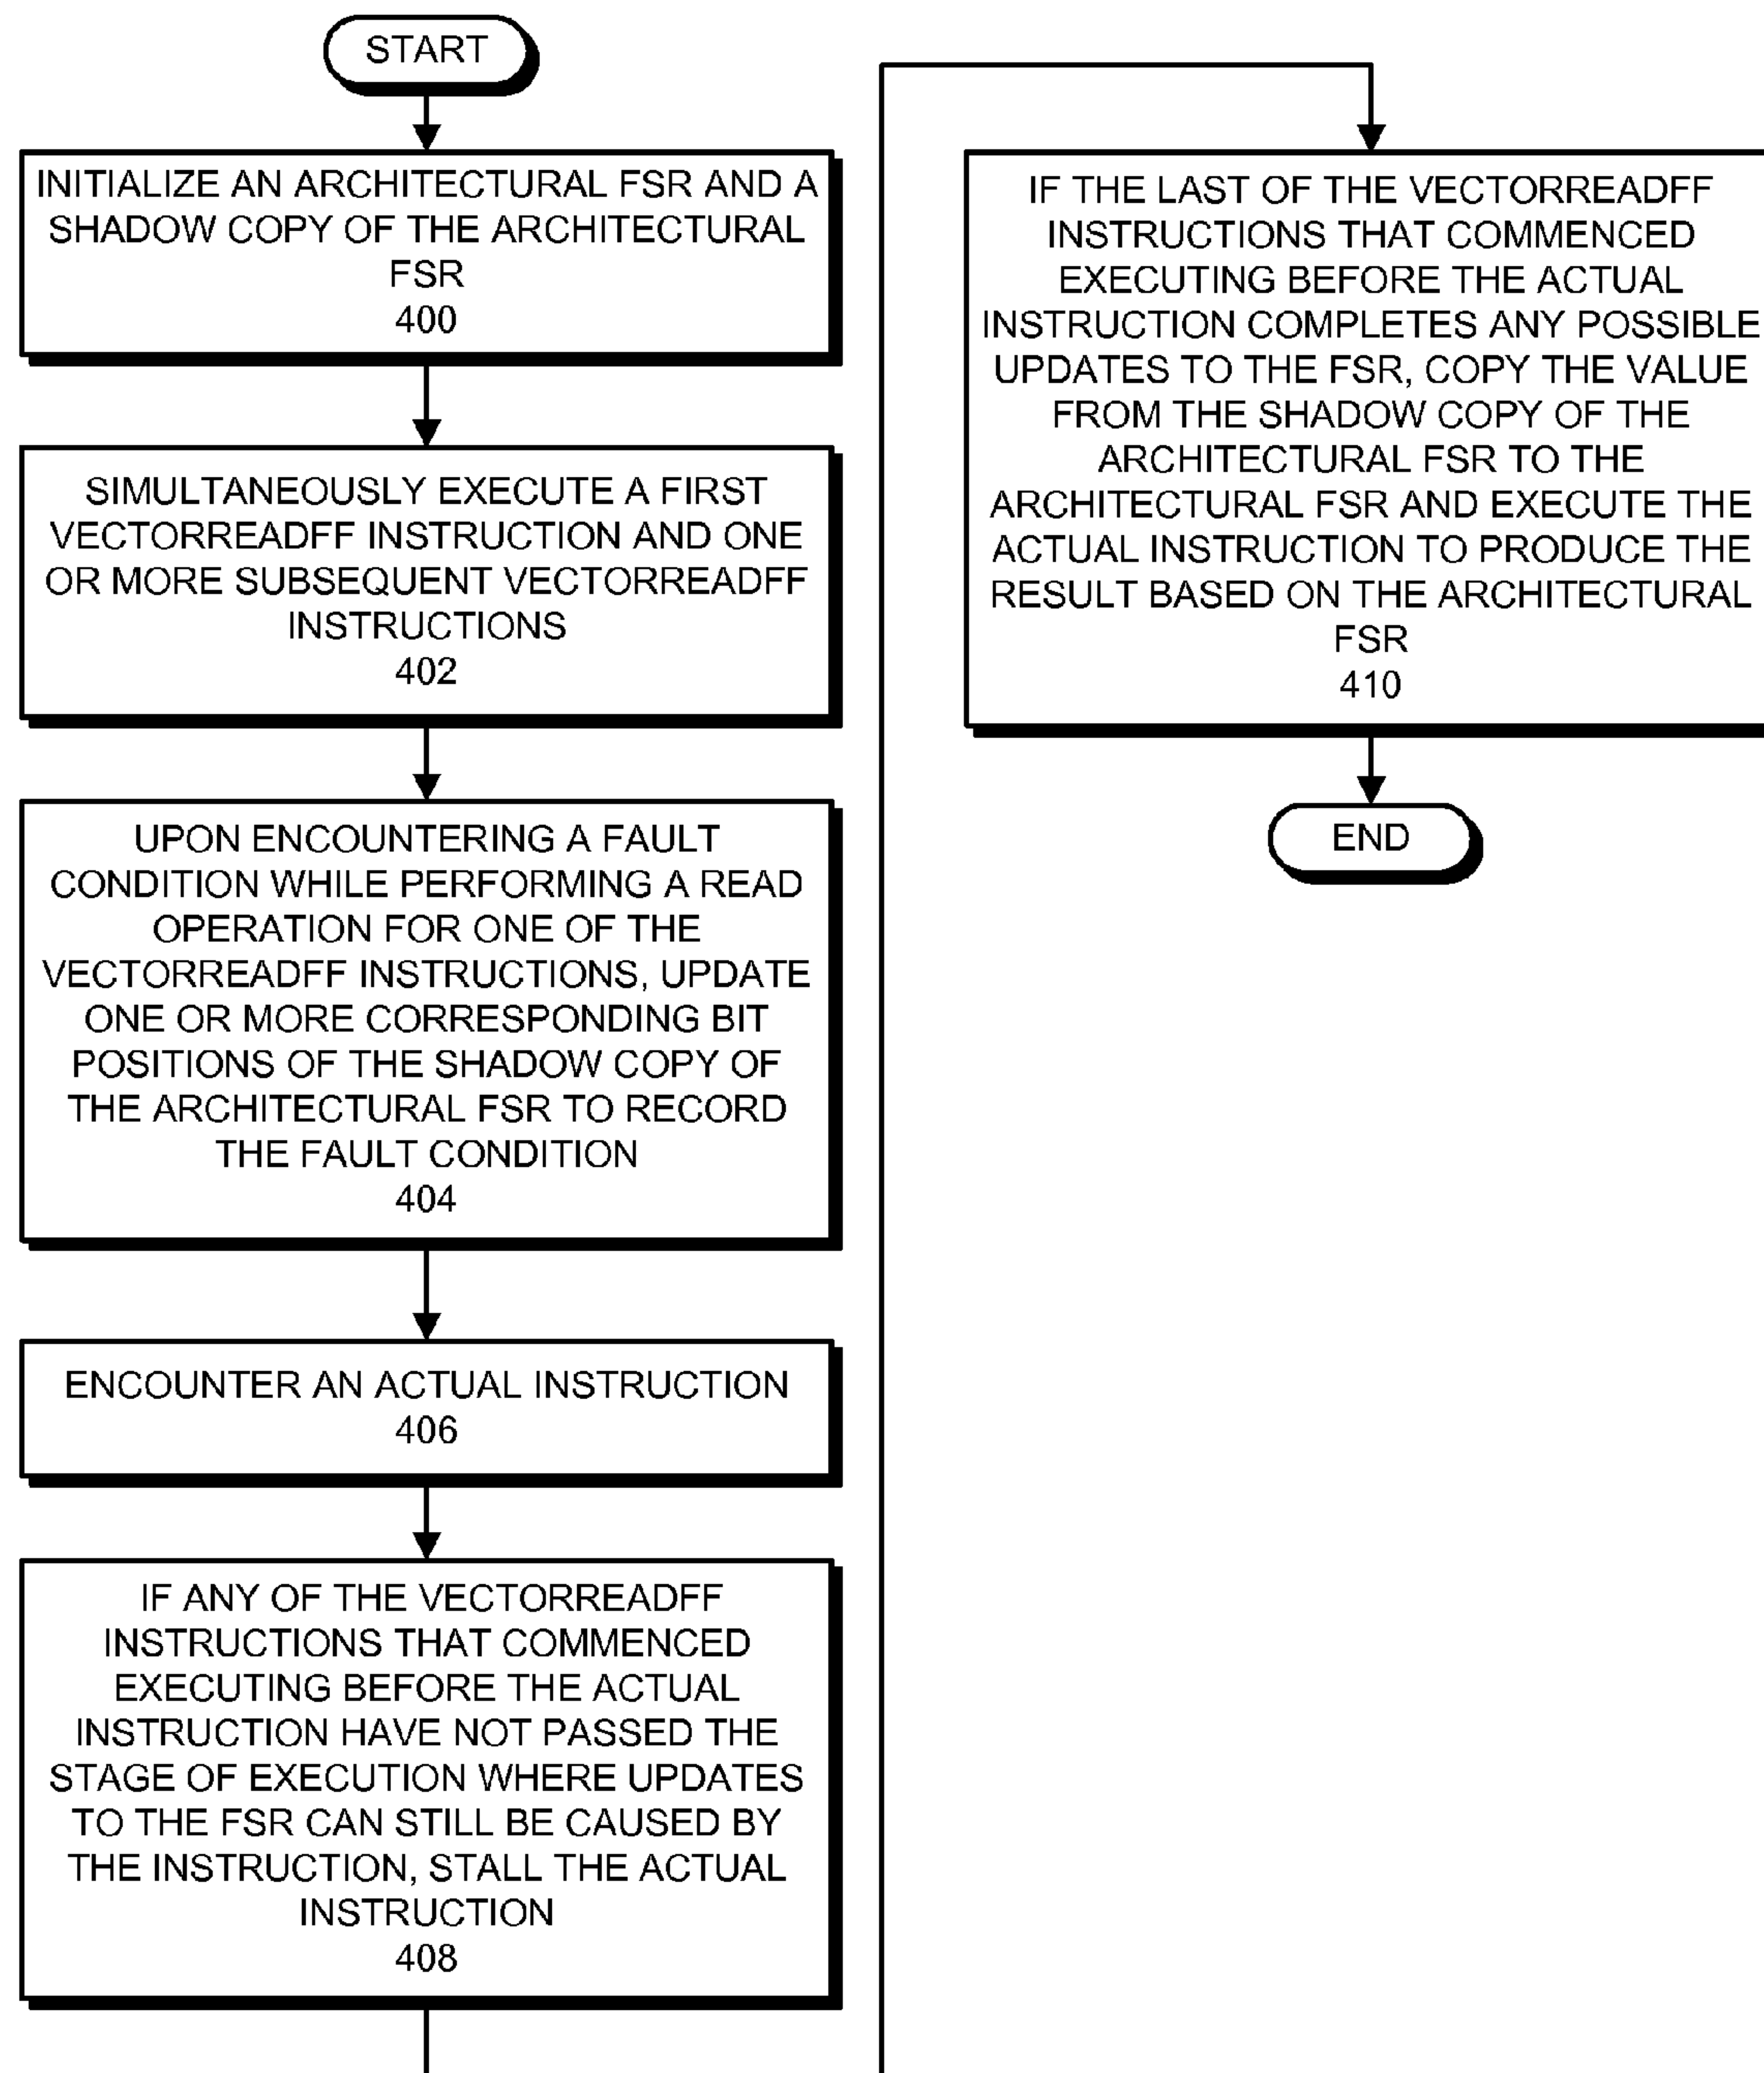 START
INITIALIZE AN ARCHITECTURAL FSR AND A
SHADOW COPY OF THE ARCHITECTURAL
FSR
400
SIMULTANEOUSLY EXECUTE A FIRST
VECTORREADFF INSTRUCTION AND ONE
OR MORE SUBSEQUENT VECTORREADFF
INSTRUCTIONS
402
UPON ENCOUNTERING A FAULT
CONDITION WHILE PERFORMING A READ
OPERATION FOR ONE OF THE
VECTORREADFF INSTRUCTIONS, UPDATE
ONE OR MORE CORRESPONDING BIT
POSITIONS OF THE SHADOW COPY OF
THE ARCHITECTURAL FSR TO RECORD
THE FAULT CONDITION
404
ENCOUNTER AN ACTUAL INSTRUCTION
406
IF ANY OF THE VECTORREADFF
INSTRUCTIONS THAT COMMENCED
EXECUTING BEFORE THE ACTUAL
INSTRUCTION HAVE NOT PASSED THE
STAGE OF EXECUTION WHERE UPDATES
TO THE FSR CAN STILL BE CAUSED BY
THE INSTRUCTION, STALL THE ACTUAL
INSTRUCTION
408
IF THE LAST OF THE VECTORREADFF
INSTRUCTIONS THAT COMMENCED
EXECUTING BEFORE THE ACTUAL
INSTRUCTION COMPLETES ANY POSSIBLE
UPDATES TO THE FSR, COPY THE VALUE
FROM THE SHADOW COPY OF THE
ARCHITECTURAL FSR TO THE
ARCHITECTURAL FSR AND EXECUTE THE
ACTUAL INSTRUCTION TO PRODUCE THE
RESULT BASED ON THE ARCHITECTURAL
FSR
410
END